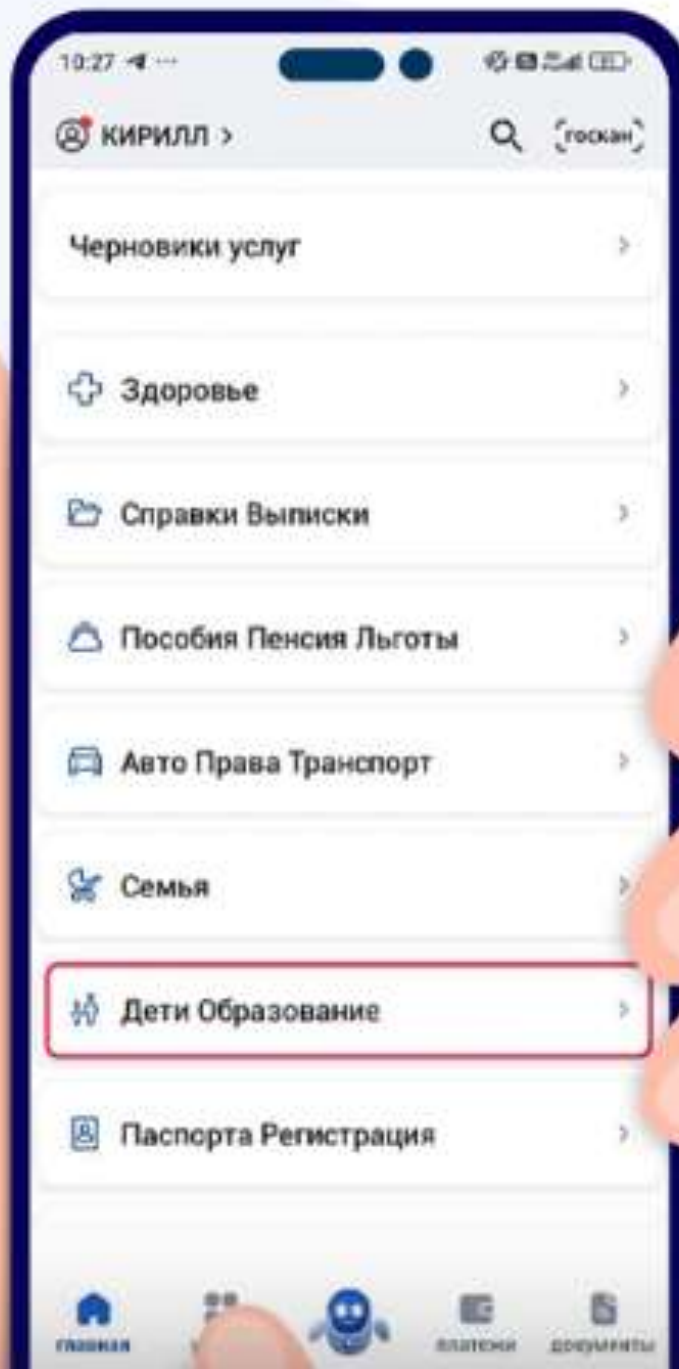 10:27
КИРИЛЛ >
госкан
Черновики услуг
Здоровье
Справки Выписки
Пособия Пенсия Льготы
Авто Права Транспорт
Семья
Дети Образование
Паспорта Регистрация
главная
платежи
документы